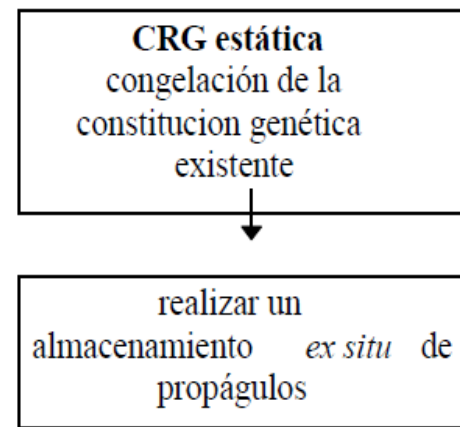 CRG estática
congelación de la
constitucion genética
existente
realizar un
almacenamiento ex situ de
propágulos